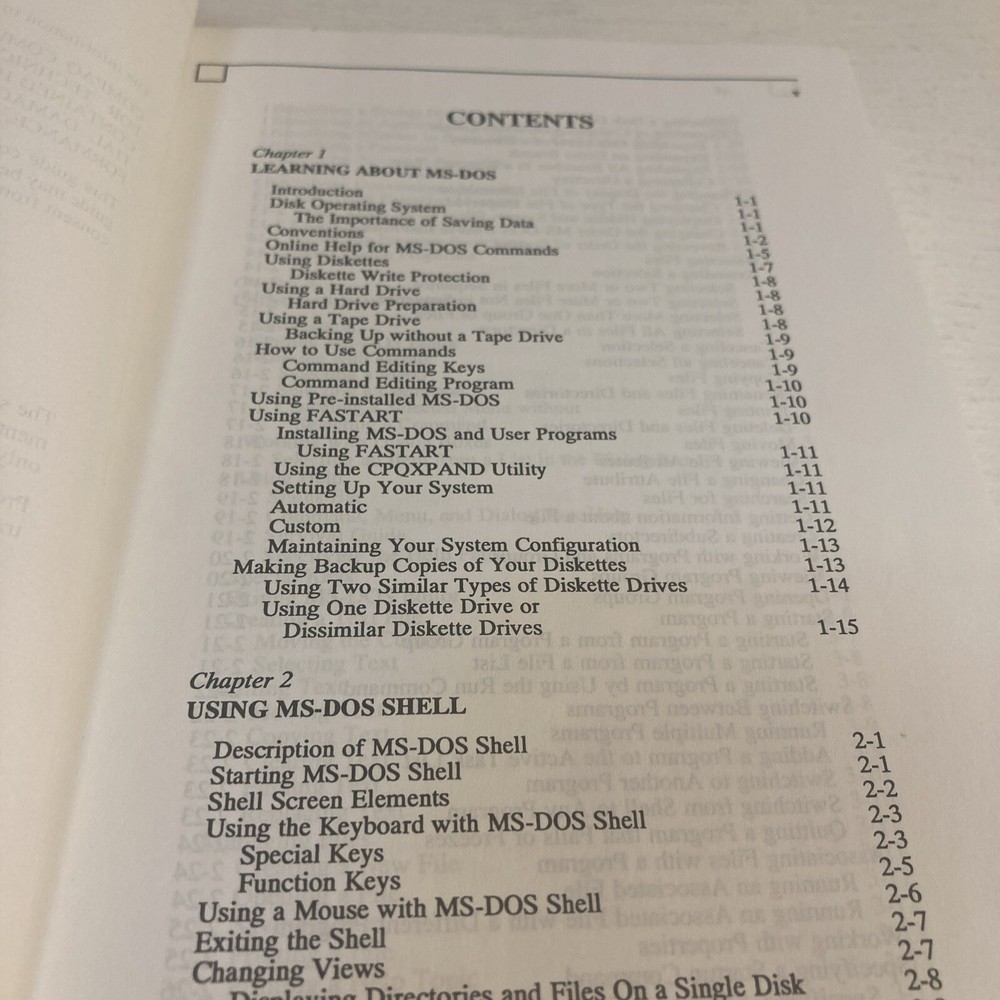 CONTENTS
Chapter 1
LEARNING ABOUT MS-DOS
Introduction 1-1
Disk Operating System 1-1
The Importance of Saving Data 1-1
Conventions 1-2
Online Help for MS-DOS Commands 1-5
Using Diskettes 1-7
Diskette Write Protection 1-8
Using a Hard Drive 1-8
Hard Drive Preparation 1-8
Using a Tape Drive 1-8
Backing Up without a Tape Drive 1-9
How to Use Commands 1-9
Command Editing Keys 1-9
Command Editing Program 1-10
Using Pre-installed MS-DOS 1-10
Using FASTART 1-10
Installing MS-DOS and User Programs
Using FASTART 1-11
Using the CPQXPAND Utility 1-11
Setting Up Your System 1-11
Automatic 1-11
Custom 1-12
Maintaining Your System Configuration 1-13
Making Backup Copies of Your Diskettes 1-13
Using Two Similar Types of Diskette Drives 1-14
Using One Diskette Drive or
Dissimilar Diskette Drives 1-15
Chapter 2
USING MS-DOS SHELL
Description of MS-DOS Shell 2-1
Starting MS-DOS Shell 2-1
Shell Screen Elements 2-2
Using the Keyboard with MS-DOS Shell 2-3
Special Keys 2-3
Function Keys 2-5
Using a Mouse with MS-DOS Shell 2-6
Exiting the Shell 2-7
Changing Views 2-7
Displaying Directories and Files On a Single Disk 2-8